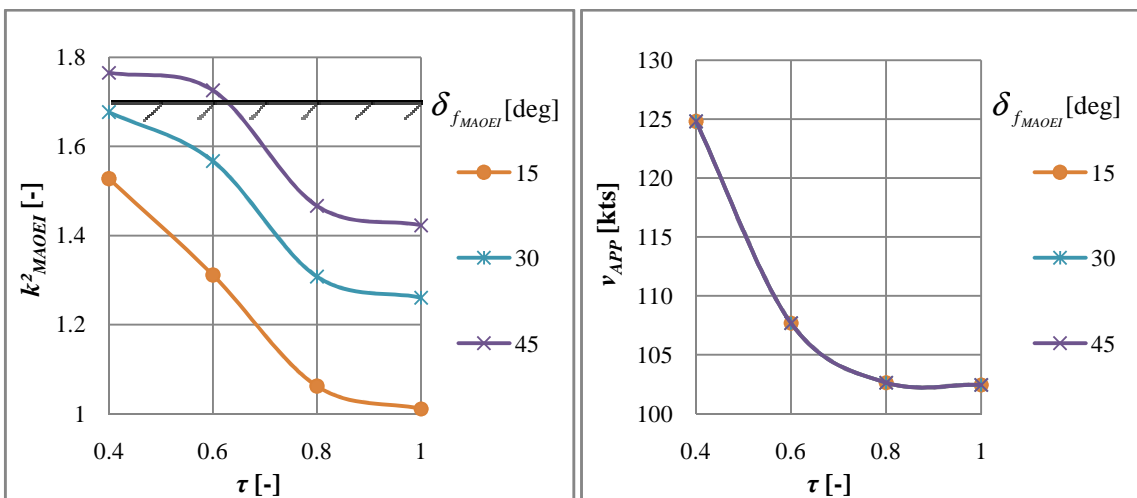 1.8
1.6
1.4
1.2
1
k²MAOEI [-]
0.4 0.6 0.8 1
τ [-]
δfMAOEI [deg]
15
30
45
130
125
120
115
110
105
100
vAPP [kts]
0.4 0.6 0.8 1
τ [-]
δfMAOEI [deg]
15
30
45